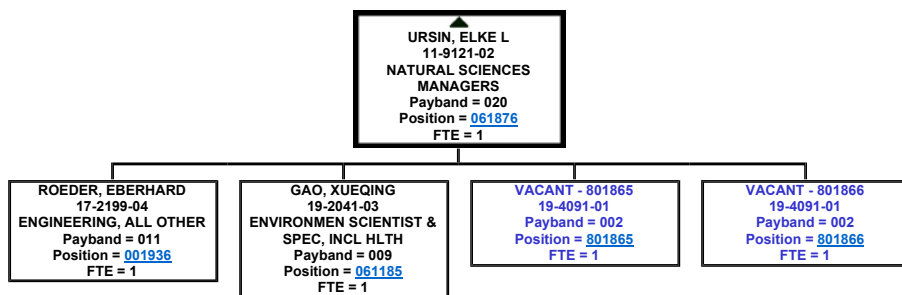 URSIN, ELKE L
11-9121-02
NATURAL SCIENCES
MANAGERS
Payband = 020
Position = 061876
FTE = 1
ROEDER, EBERHARD
17-2199-04
ENGINEERING, ALL OTHER
Payband = 011
Position = 001936
FTE = 1
GAO, XUEQING
19-2041-03
ENVIRONMEN SCIENTIST &
SPEC, INCL HLTH
Payband = 009
Position = 061185
FTE = 1
VACANT - 801865
19-4091-01
Payband = 002
Position = 801865
FTE = 1
VACANT - 801866
19-4091-01
Payband = 002
Position = 801866
FTE = 1